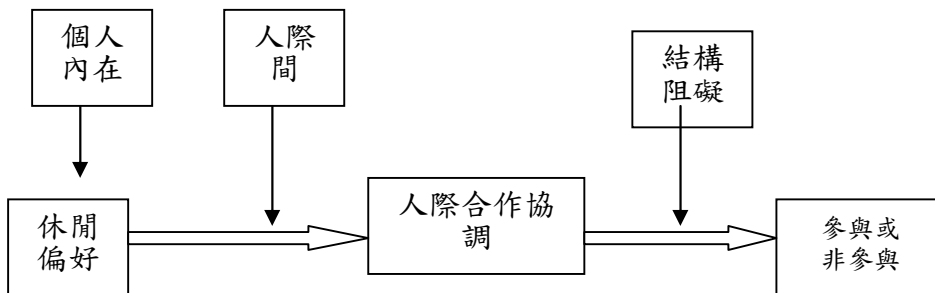 個人
內在
人際
間
結構
阻礙
休閒
偏好
人際合作協
調
參與或
非參與